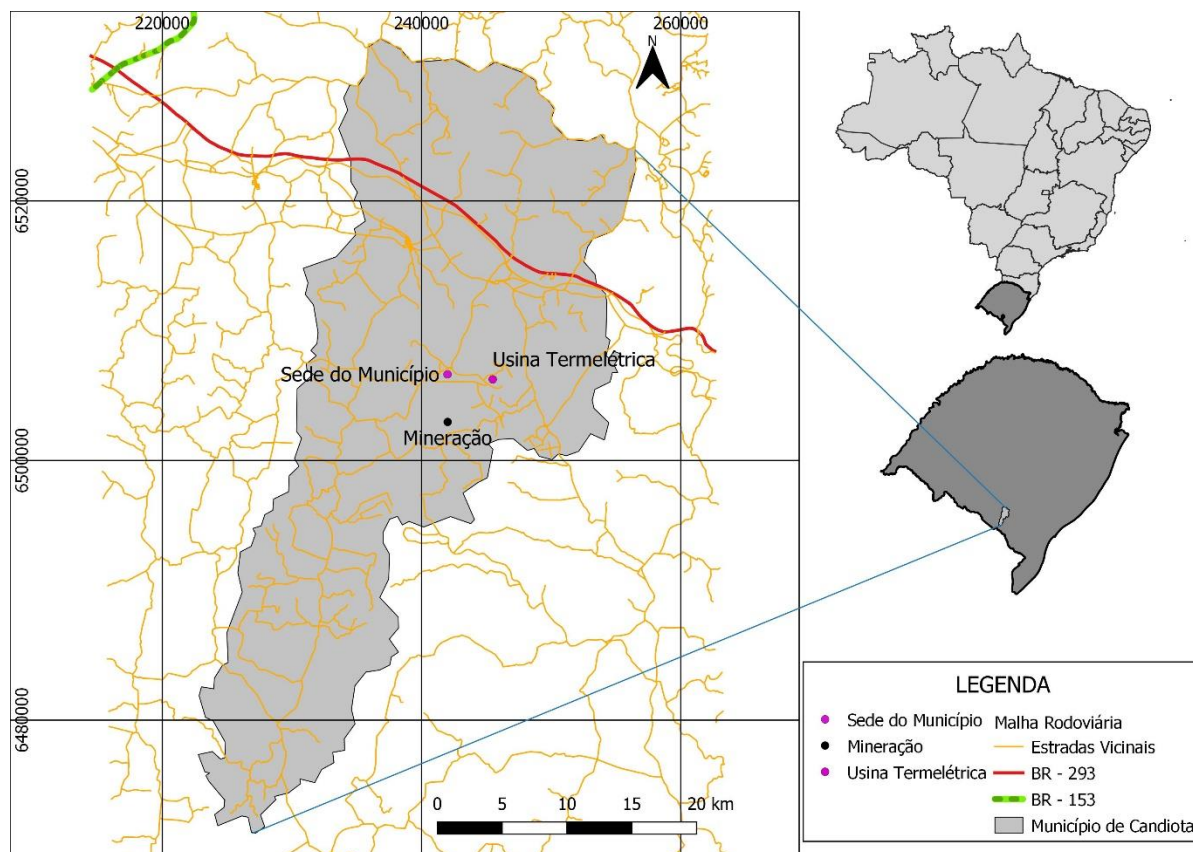 220000
240000
260000
N
6520000
6500000
6480000
Sede do Município
Usina Termelétrica
Mineração
0 5 10 15 20 km
LEGENDA
Sede do Município
Mineração
Usina Termelétrica
Malha Rodoviária
Estradas Vicinais
BR - 293
BR - 153
Município de Candiota